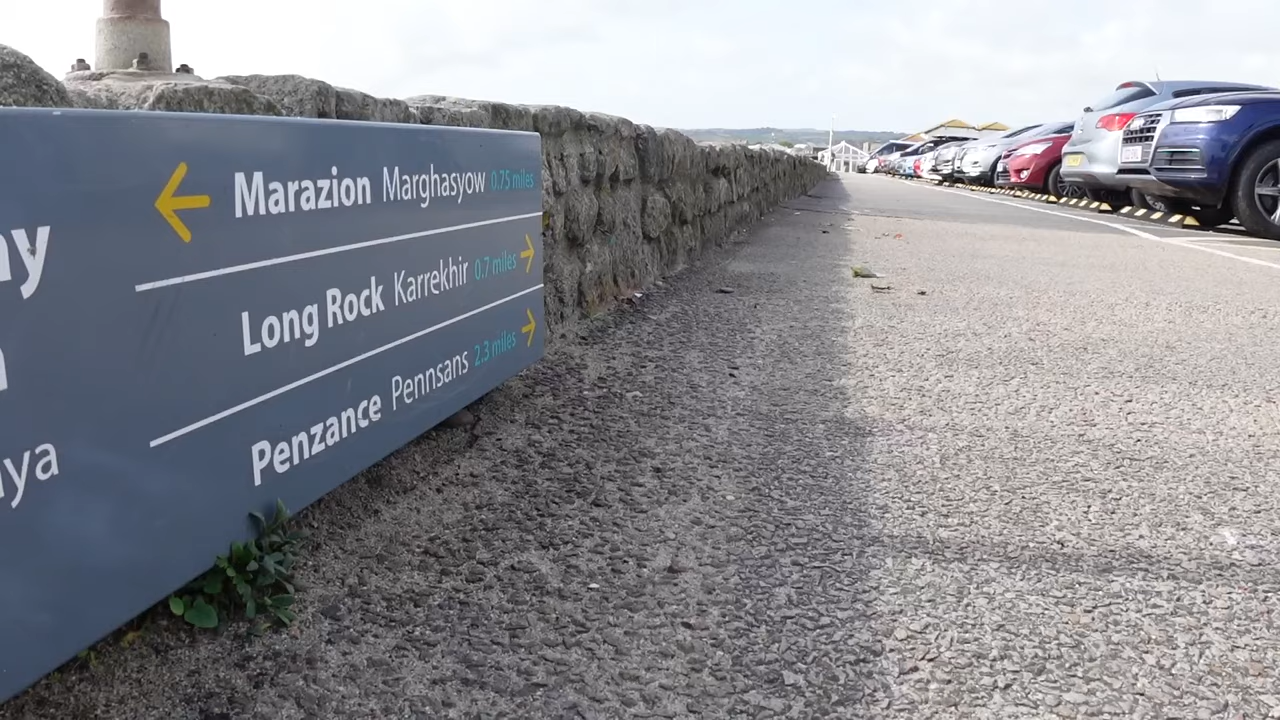 Marazion Marghasyow 0.75 miles
Long Rock Karrekhir 0.7 miles
Penzance Pennsans 2.3 miles